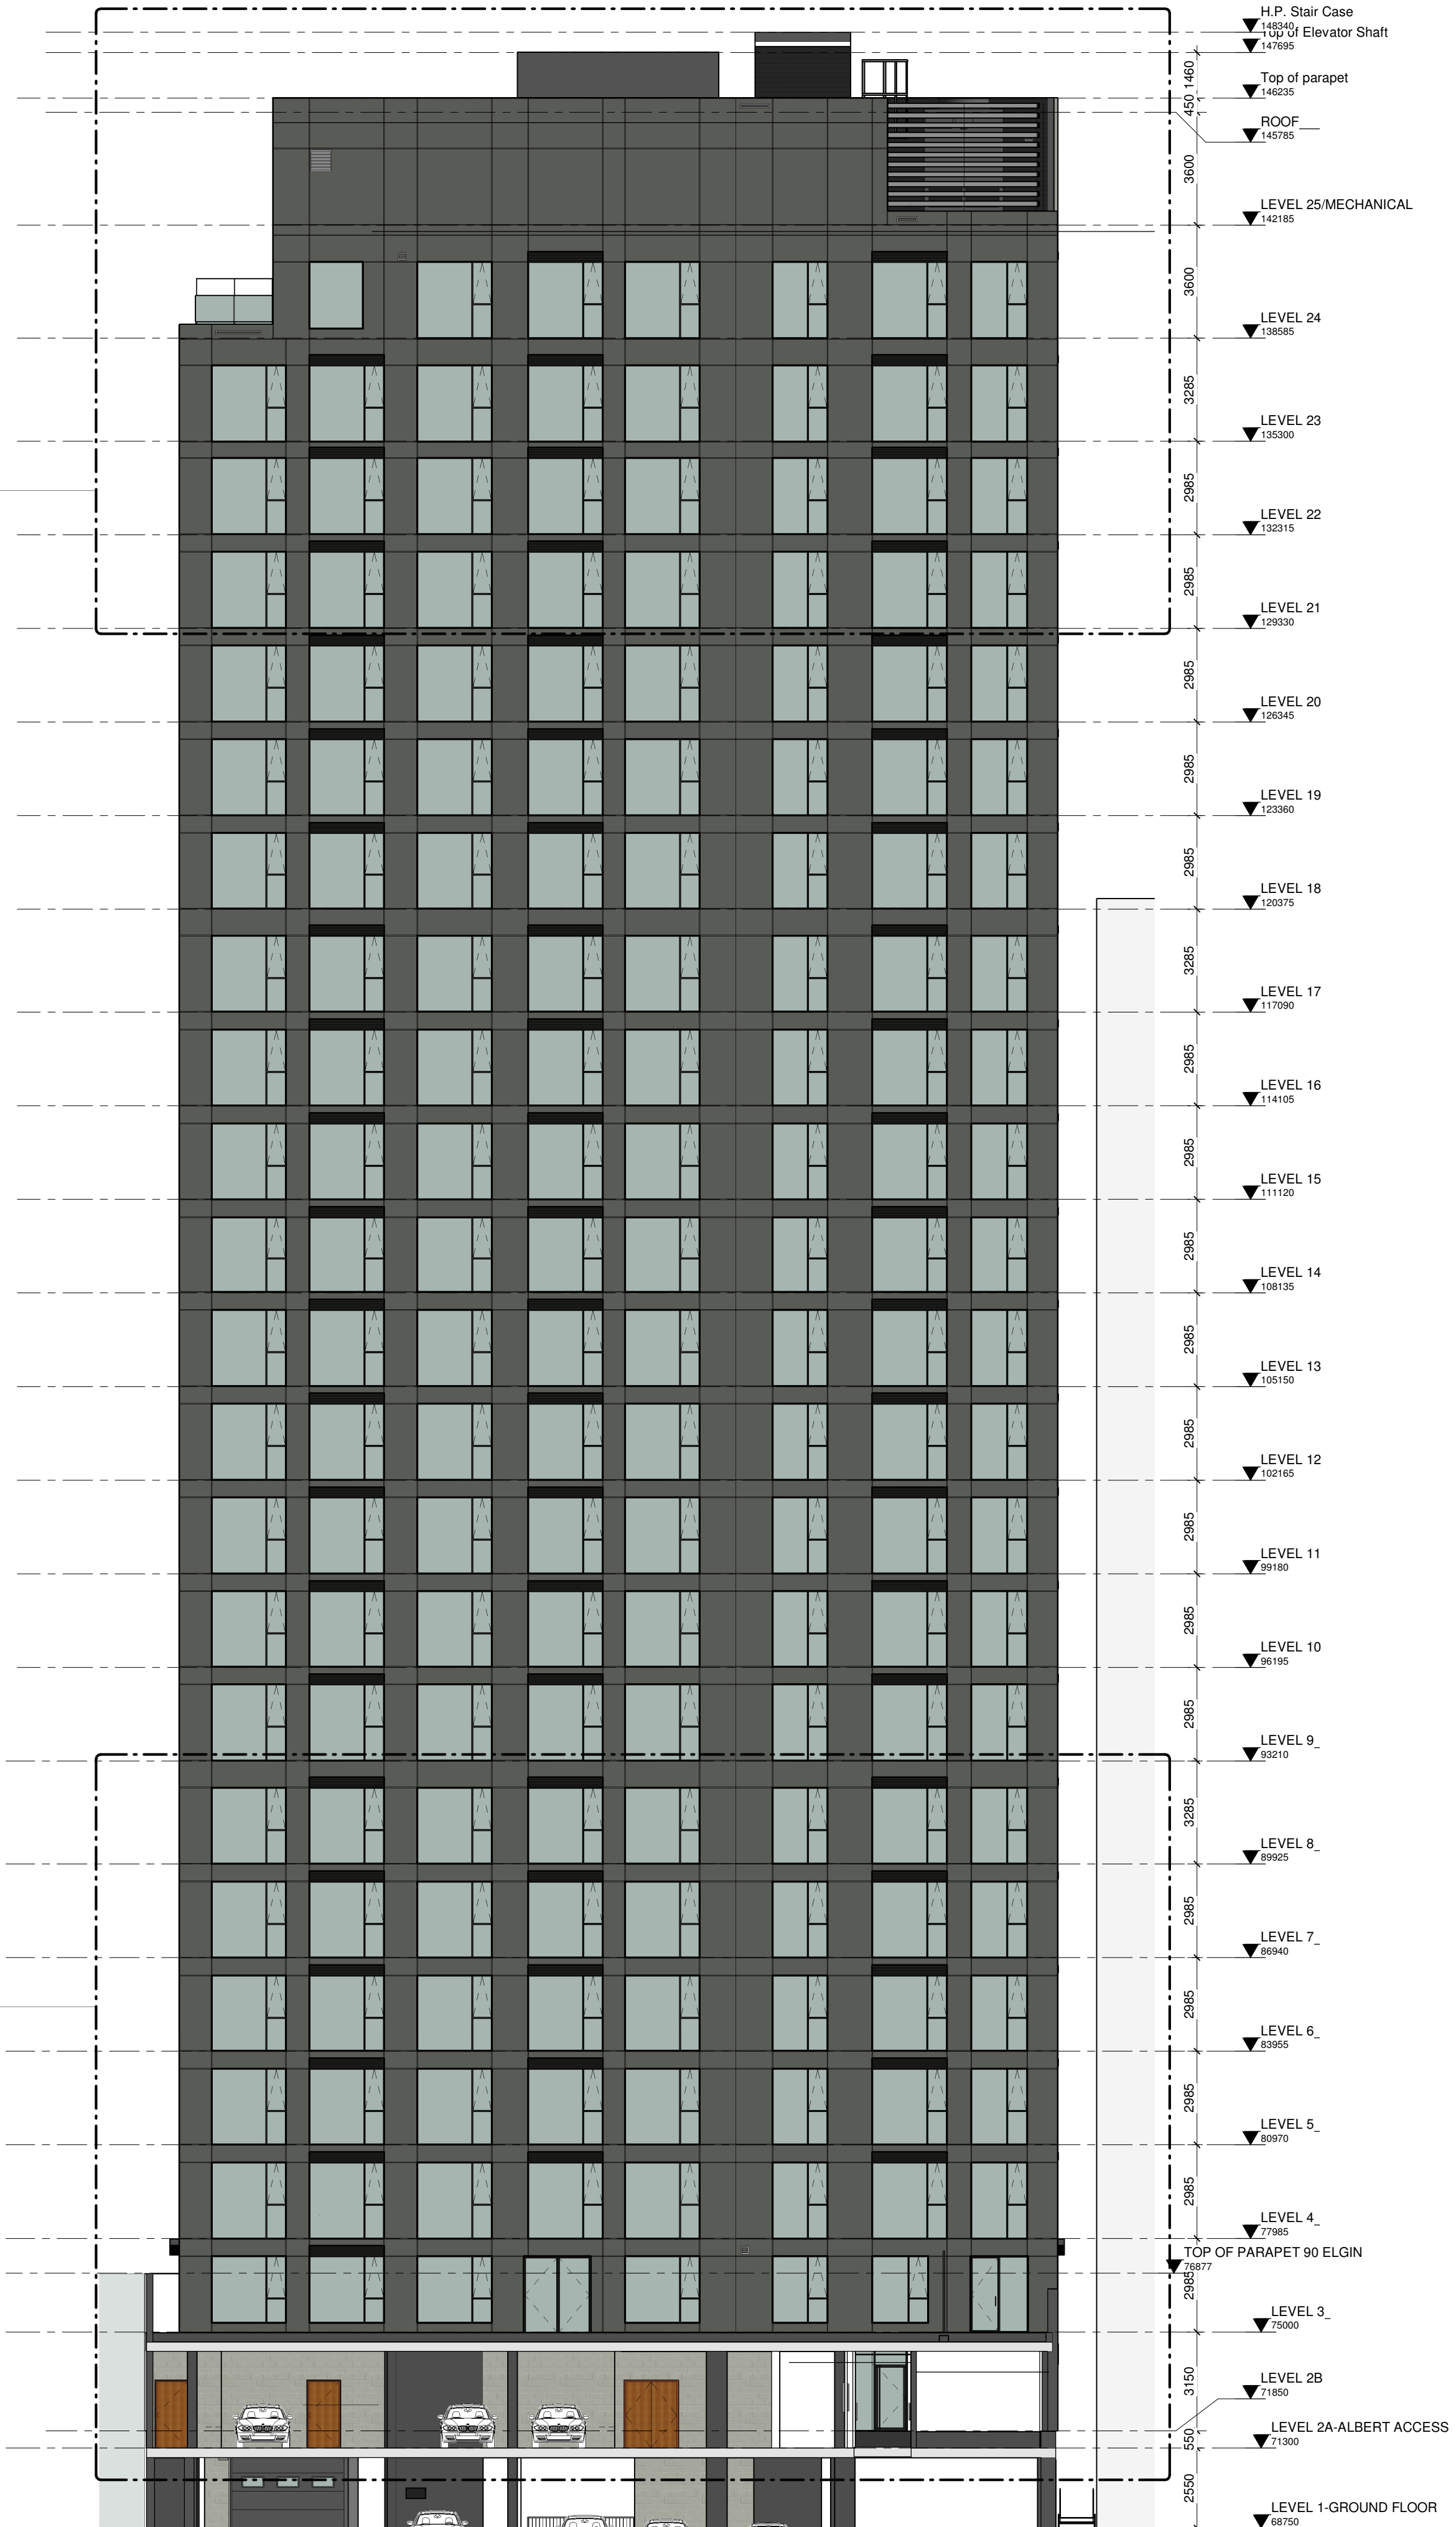 H.P. Stair Case
148340
Top of Elevator Shaft
147695
1460
Top of parapet
146235
450
ROOF
145785
3600
LEVEL 25/MECHANICAL
142185
3600
LEVEL 24
138585
3285
LEVEL 23
135300
2985
LEVEL 22
132315
2985
LEVEL 21
129330
2985
LEVEL 20
126345
2985
LEVEL 19
123360
2985
LEVEL 18
120375
3285
LEVEL 17
117090
2985
LEVEL 16
114105
2985
LEVEL 15
111120
2985
LEVEL 14
108135
2985
LEVEL 13
105150
2985
LEVEL 12
102165
2985
LEVEL 11
99180
2985
LEVEL 10
96195
2985
LEVEL 9_
93210
3285
LEVEL 8_
89925
2985
LEVEL 7_
86940
2985
LEVEL 6_
83955
2985
LEVEL 5_
80970
2985
LEVEL 4_
77985
TOP OF PARAPET 90 ELGIN
76877
2985
LEVEL 3_
75000
3150
LEVEL 2B
71850
550
LEVEL 2A-ALBERT ACCESS
71300
2550
LEVEL 1-GROUND FLOOR
68750